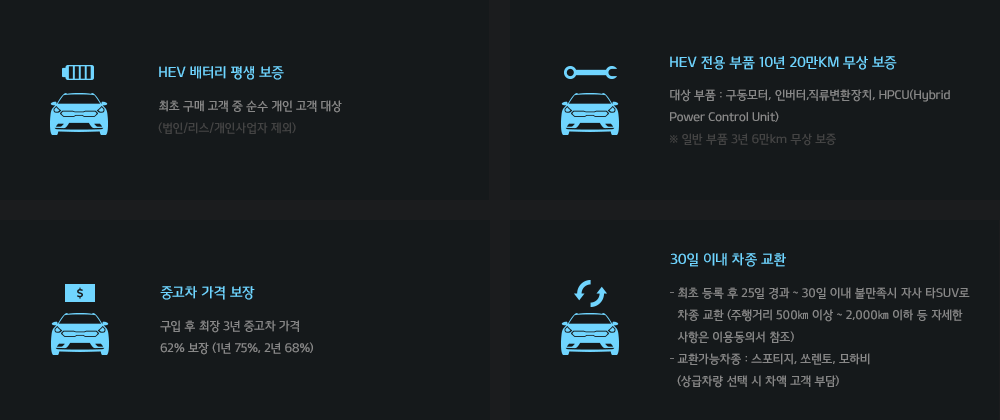 HEV 배터리 평생 보증
최초 구매 고객 중 순수 개인 고객 대상
(법인/리스/개인사업자 제외)
HEV 전용 부품 10년 20만KM 무상 보증
대상 부품 : 구동모터, 인버터,직류변환장치, HPCU(Hybrid
Power Control Unit)
※ 일반 부품 3년 6만km 무상 보증
$
중고차 가격 보장
구입 후 최장 3년 중고차 가격
62% 보장 (1년 75%, 2년 68%)
30일 이내 차종 교환
- 최초 등록 후 25일 경과 ~ 30일 이내 불만족시 자사 타SUV로
차종 교환 (주행거리 500㎞ 이상 ~ 2,000㎞ 이하 등 자세한
사항은 이용동의서 참조)
- 교환가능차종 : 스포티지, 쏘렌토, 모하비
(상급차량 선택 시 차액 고객 부담)